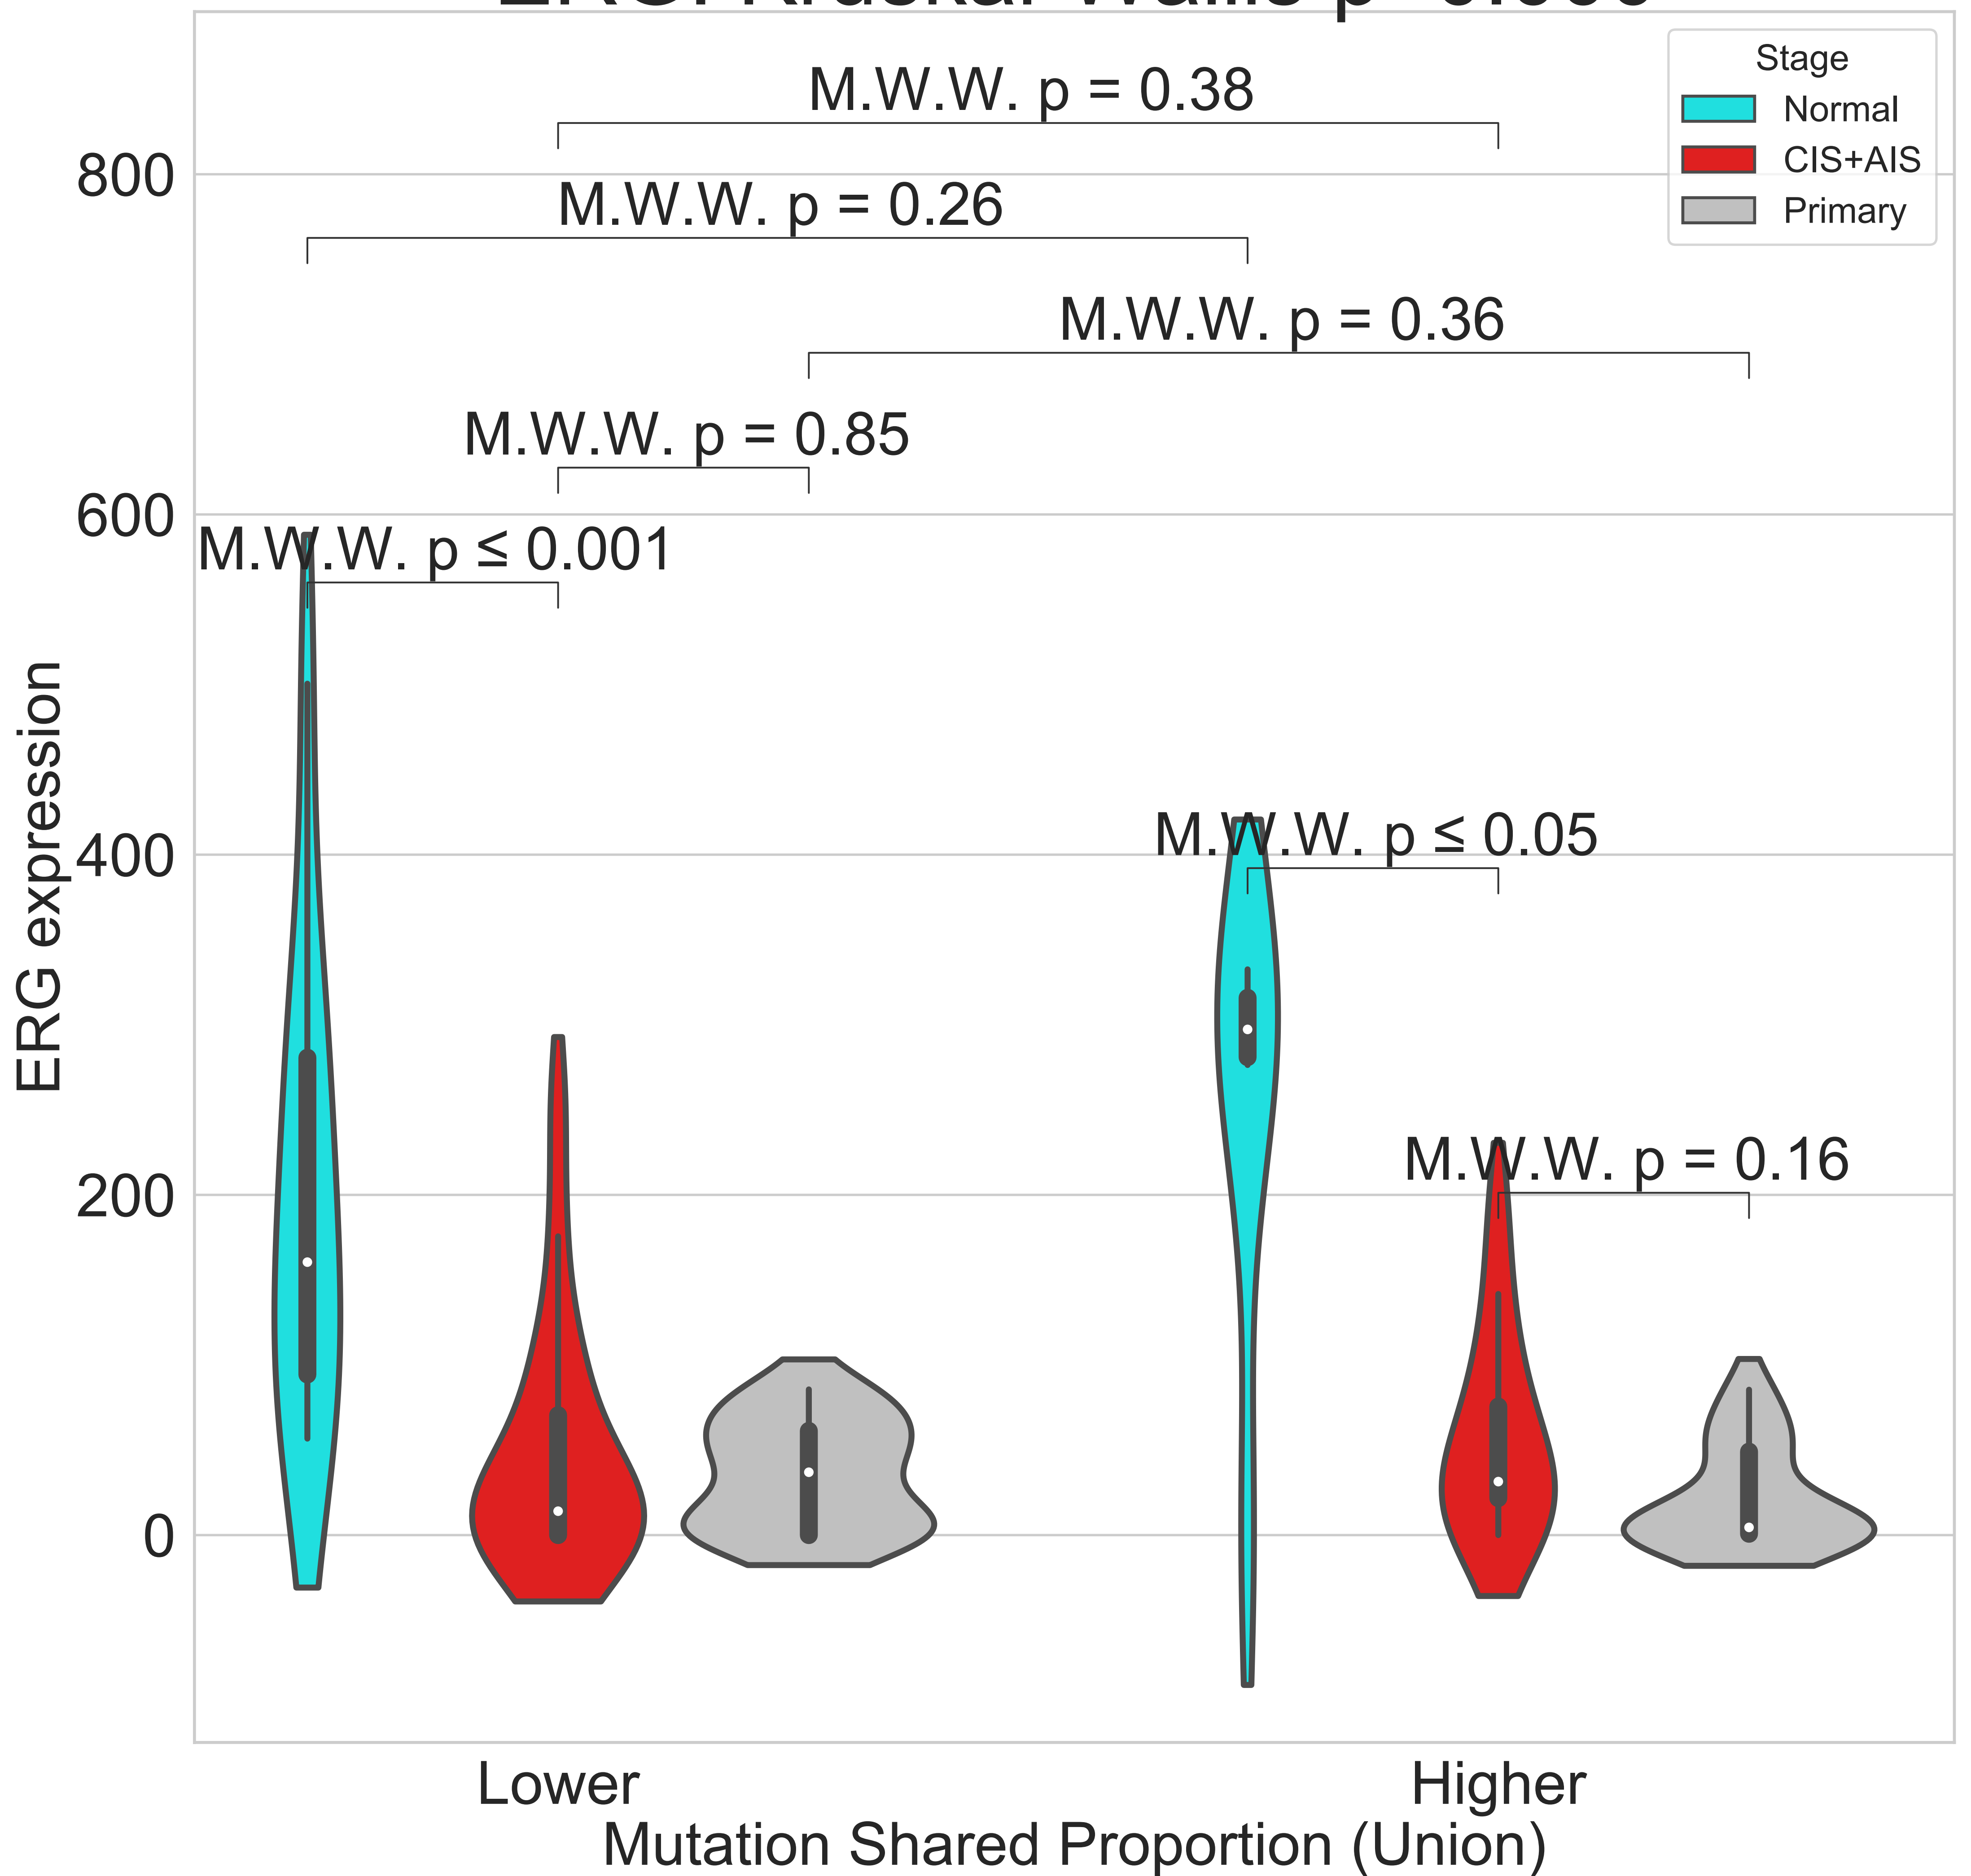 Stage
Normal
CIS+AIS
Primary
M.W.W. p = 0.38
M.W.W. p = 0.26
M.W.W. p = 0.36
M.W.W. p = 0.85
M.W.W. p ≤ 0.001
M.W.W. p ≤ 0.05
M.W.W. p = 0.16
800
600
400
200
0
ERG expression
Lower
Higher
Mutation Shared Proportion (Union)